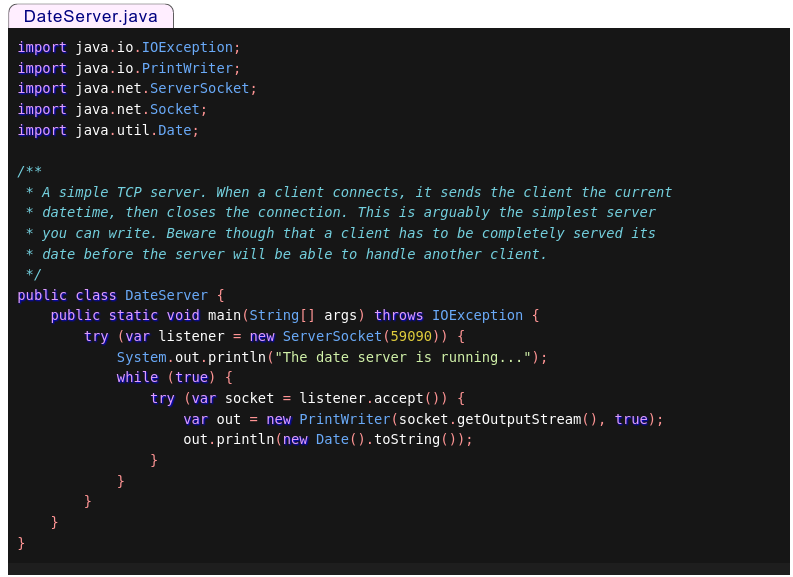 DateServer.java
import java.io.IOException;
import java.io.PrintWriter;
import java.net.ServerSocket;
import java.net.Socket;
import java.util.Date;

/**
 * A simple TCP server. When a client connects, it sends the client the current
 * datetime, then closes the connection. This is arguably the simplest server
 * you can write. Beware though that a client has to be completely served its
 * date before the server will be able to handle another client.
 */
public class DateServer {
    public static void main(String[] args) throws IOException {
        try (var listener = new ServerSocket(59090)) {
            System.out.println("The date server is running...");
            while (true) {
                try (var socket = listener.accept()) {
                    var out = new PrintWriter(socket.getOutputStream(), true);
                    out.println(new Date().toString());
                }
            }
        }
    }
}